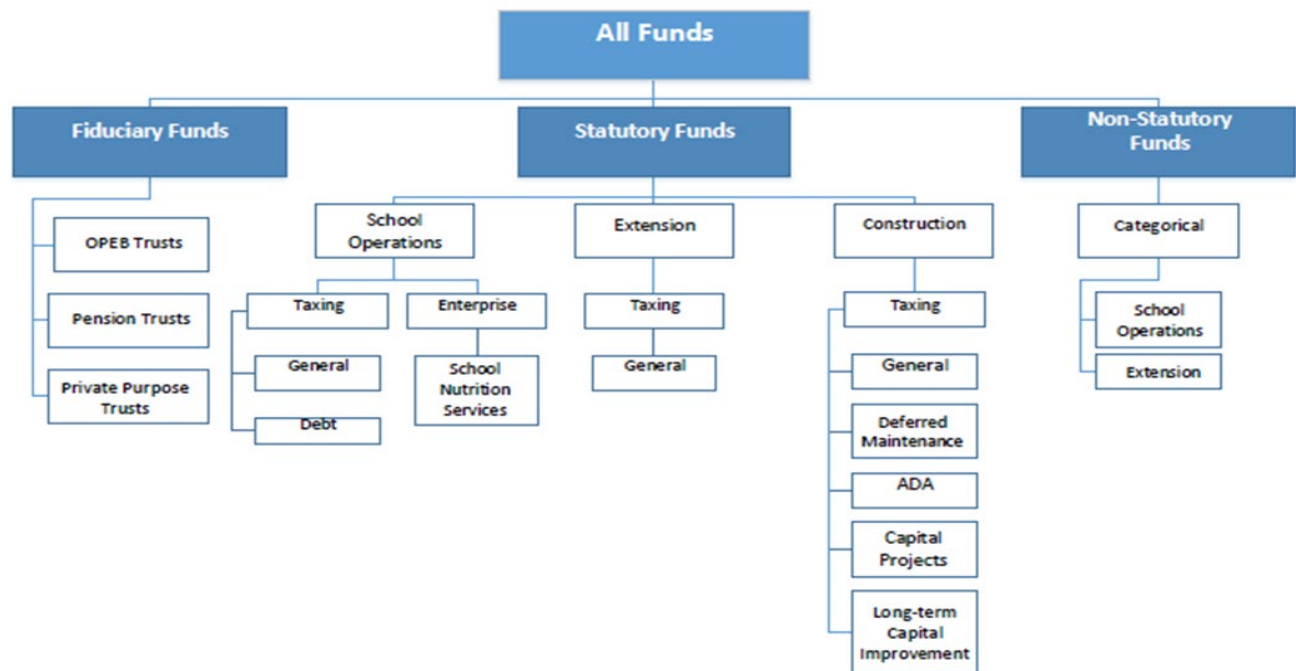 All Funds
Fiduciary Funds
Statutory Funds
Non-Statutory
Funds
School
Operations
Extension
Construction
Categorical
OPEB Trusts
Pension Trusts
Private Purpose
Trusts
Taxing
Enterprise
Taxing
Taxing
School
Operations
General
School
Nutrition
Services
General
General
Extension
Debt
Deferred
Maintenance
ADA
Capital
Projects
Long-term
Capital
Improvement